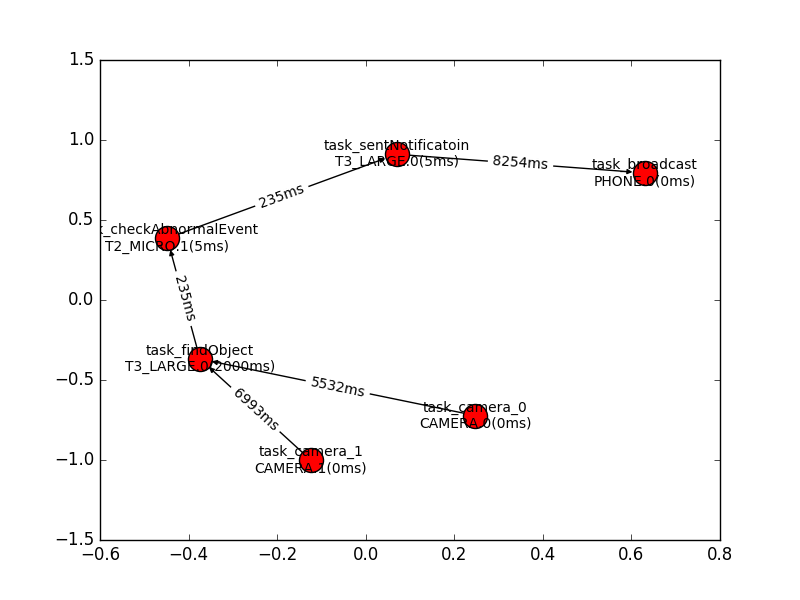 1.5
1.0
0.5
0.0
−0.5
−1.0
−1.5
−0.6
−0.4
−0.2
0.0
0.2
0.4
0.6
0.8
task_sentNotificatoin
T3_LARGE.0(5ms)
8254ms
task_broadcast
PHONE.0(0ms)
235ms
k_checkAbnormalEvent
T2_MICRO.1(5ms)
235ms
task_findObject
T3_LARGE.0(2000ms)
5532ms
6993ms
task_camera_0
CAMERA.0(0ms)
task_camera_1
CAMERA.1(0ms)